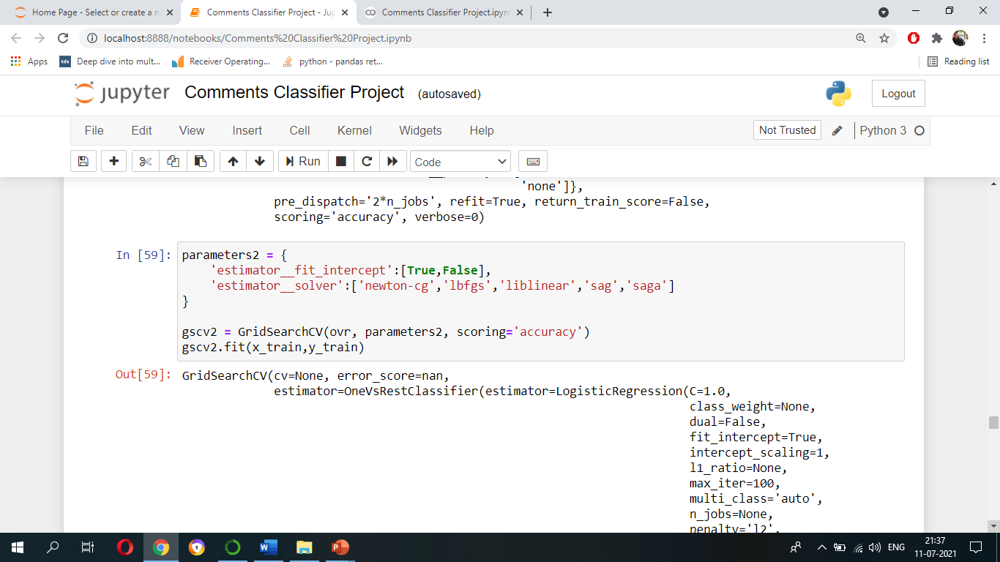 Home Page - Select or create a n
Comments Classifier Project - Jup
Comments Classifier Project.ipyn
localhost:8888/notebooks/Comments%20Classifier%20Project.ipynb
Apps
tds
Deep dive into mult...
Receiver Operating...
python - pandas ret...
Reading list
jupyter
Comments Classifier Project
(autosaved)
Logout
File Edit View Insert Cell Kernel Widgets Help
Not Trusted
Python 3
Run
Code
'none']},
pre_dispatch='2*n_jobs', refit=True, return_train_score=False,
scoring='accuracy', verbose=0)
In [59]:
parameters2 = {
'estimator__fit_intercept':[True,False],
'estimator__solver':['newton-cg','lbfgs','liblinear','sag','saga']
}
gscv2 = GridSearchCV(ovr, parameters2, scoring='accuracy')
gscv2.fit(x_train,y_train)
Out[59]:
GridSearchCV(cv=None, error_score=nan,
estimator=OneVsRestClassifier(estimator=LogisticRegression(C=1.0,
class_weight=None,
dual=False,
fit_intercept=True,
intercept_scaling=1,
l1_ratio=None,
max_iter=100,
multi_class='auto',
n_jobs=None,
penalty='l2',
ENG
21:37
11-07-2021